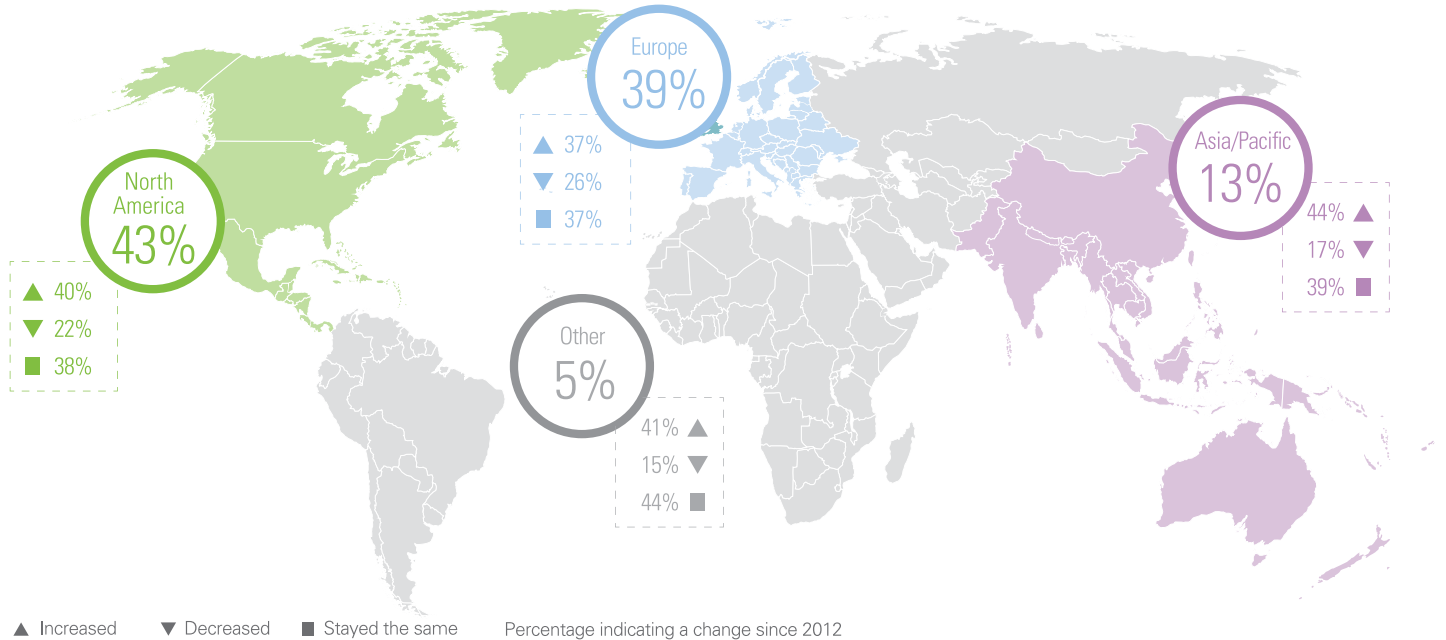 Europe
39%
▲ 37%
▼ 26%
■ 37%
Asia/Pacific
13%
44% ▲
17% ▼
39% ■
North
America
43%
▲ 40%
▼ 22%
■ 38%
Other
5%
41% ▲
15% ▼
44% ■
▲ Increased ▼ Decreased ■ Stayed the same Percentage indicating a change since 2012